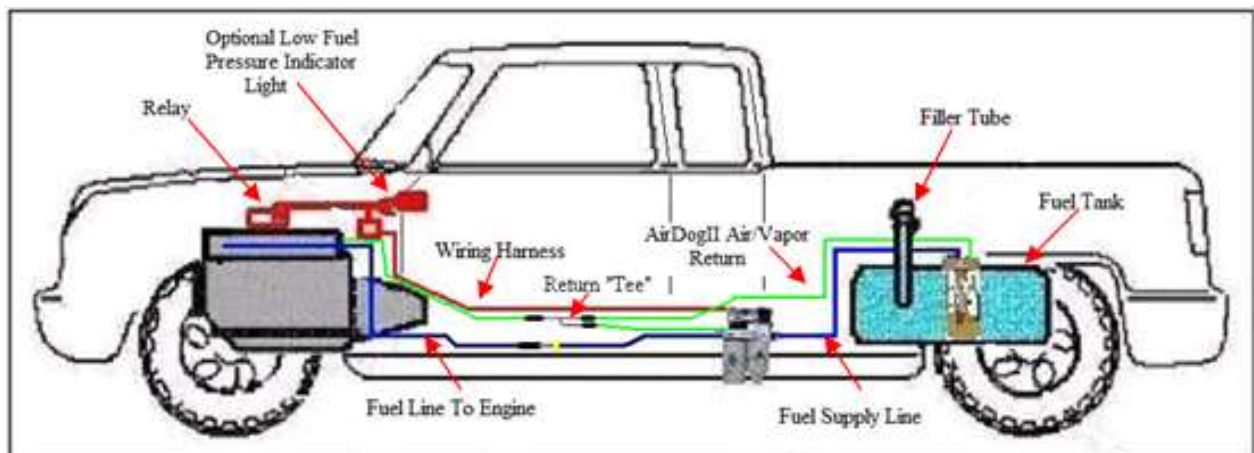 Optional Low Fuel
Pressure Indicator
Light
Relay
Filler Tube
Fuel Tank
AirDogII Air/Vapor
Return
Wiring Harness
Return "Tee"
Fuel Line To Engine
Fuel Supply Line